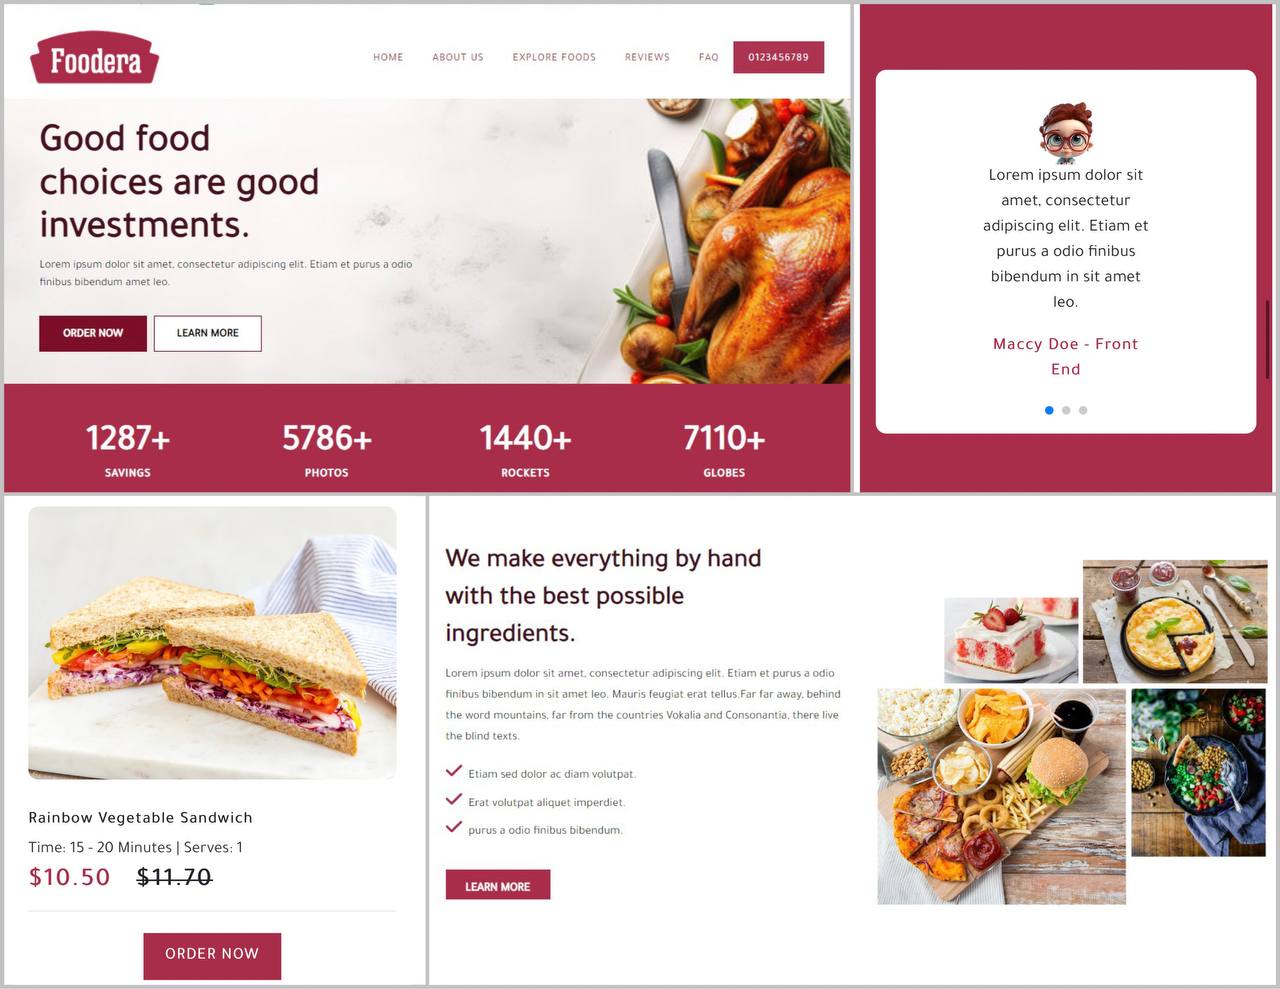 Foodera
HOME ABOUT US EXPLORE FOODS REVIEWS FAQ 0123456789
Good food
choices are good
investments.
Lorem ipsum dolor sit amet, consectetur adipiscing elit. Etiam et purus a odio
finibus bibendum amet leo.
ORDER NOW LEARN MORE
1287+ 5786+ 1440+ 7110+
SAVINGS PHOTOS ROCKETS GLOBES
Lorem ipsum dolor sit
amet, consectetur
adipiscing elit. Etiam et
purus a odio finibus
bibendum in sit amet
leo.
Maccy Doe - Front
End
Rainbow Vegetable Sandwich
Time: 15 - 20 Minutes | Serves: 1
$10.50 $11.70
ORDER NOW
We make everything by hand
with the best possible
ingredients.
Lorem ipsum dolor sit amet, consectetur adipiscing elit. Etiam et purus a odio
finibus bibendum in sit amet leo. Mauris feugiat erat tellus.Far far away, behind
the word mountains, far from the countries Vokalia and Consonantia, there live
the blind texts.
Etiam sed dolor ac diam volutpat.
Erat volutpat aliquet imperdiet.
purus a odio finibus bibendum.
LEARN MORE